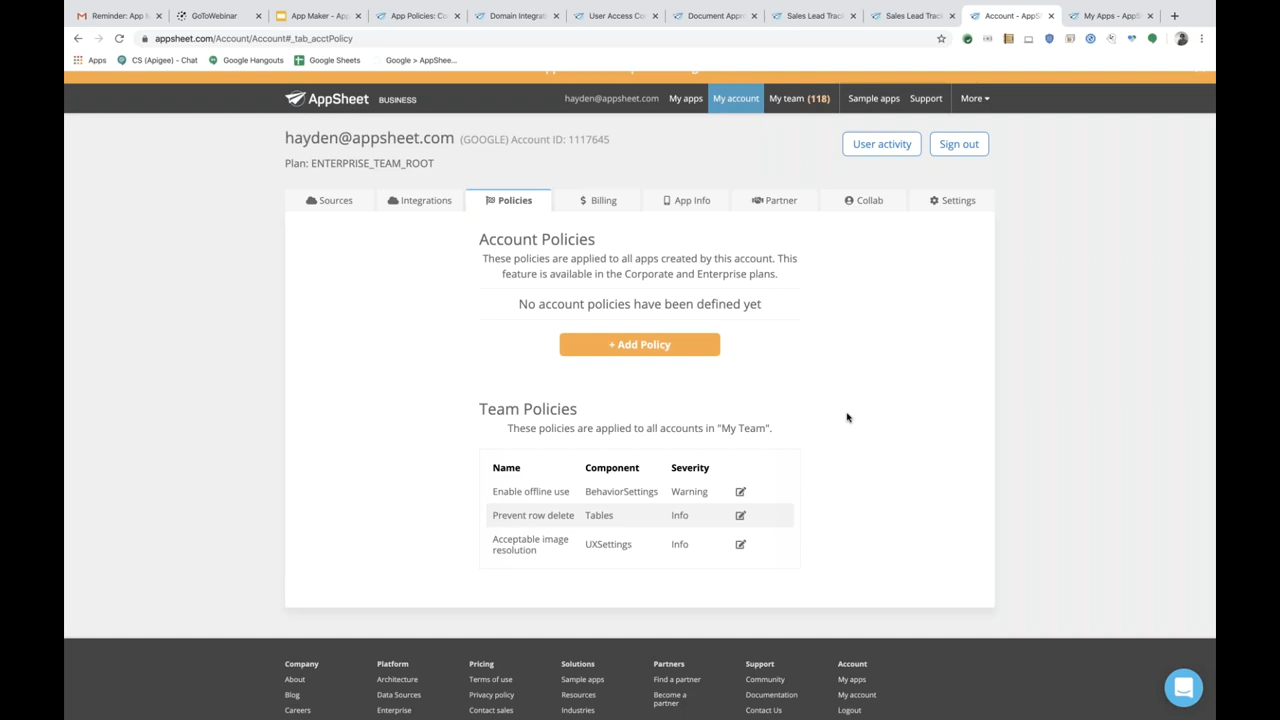 Reminder: App M
GoToWebinar
App Maker - App
App Policies: Co
Domain Integrat
User Access Co
Document Appro
Sales Lead Track
Sales Lead Track
Account - AppS
My Apps - AppS
appsheet.com/Account/Account#_tab_acctPolicy
Apps
CS (Apigee) - Chat
Google Hangouts
Google Sheets
Google > AppShee...
AppSheet BUSINESS
hayden@appsheet.com
My apps
My account
My team (118)
Sample apps
Support
More
hayden@appsheet.com (GOOGLE) Account ID: 1117645
User activity
Sign out
Plan: ENTERPRISE_TEAM_ROOT
Sources
Integrations
Policies
$ Billing
App Info
Partner
Collab
Settings
Account Policies
These policies are applied to all apps created by this account. This
feature is available in the Corporate and Enterprise plans.
No account policies have been defined yet
+ Add Policy
Team Policies
These policies are applied to all accounts in "My Team".
Name Component Severity
Enable offline use BehaviorSettings Warning
Prevent row delete Tables Info
Acceptable image
resolution
UXSettings Info
Company Platform Pricing Solutions Partners Support Account
About Architecture Terms of use Sample apps Find a partner Community My apps
Blog Data Sources Privacy policy Resources Become a
partner
Documentation My account
Careers Enterprise Contact sales Industries Contact Us Logout